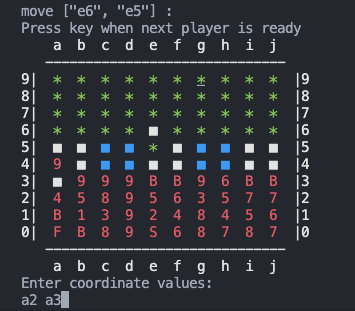 move ["e6", "e5"] :
Press key when next player is ready
a b c d e f g h i j
9| * * * * * * * * * * |9
8| * * * * * * * * * * |8
7| * * * * * * * * * * |7
6| * * * * ■ * * * * * |6
5| ■ ■ ■ ■ * ■ ■ ■ ■ ■ |5
4| 9 ■ ■ ■ ■ ■ ■ ■ ■ ■ |4
3| ■ 9 9 9 B B 9 6 B B |3
2| 4 5 8 9 5 6 3 5 7 7 |2
1| B 1 3 9 2 4 8 4 5 6 |1
0| F B 8 9 S 6 8 7 8 7 |0
a b c d e f g h i j
Enter coordinate values:
a2 a3